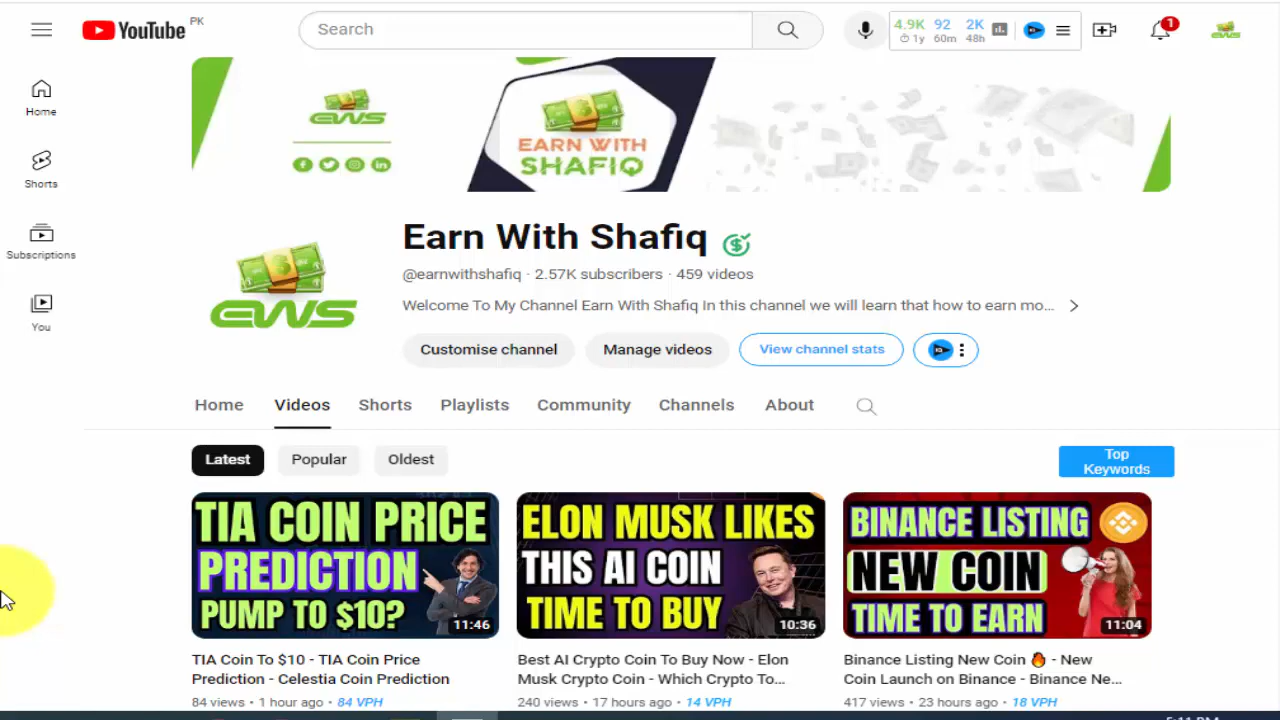 YouTube PK
Search
4.9K 92 2K
1y 60m 48h
1
Home
Shorts
Subscriptions
You
EWS
EARN WITH
SHAFIQ
EWS
Earn With Shafiq
@earnwithshafiq · 2.57K subscribers · 459 videos
Welcome To My Channel Earn With Shafiq In this channel we will learn that how to earn mo...
Customise channel
Manage videos
View channel stats
Home
Videos
Shorts
Playlists
Community
Channels
About
Latest
Popular
Oldest
Top
Keywords
TIA COIN PRICE
PREDICTION
PUMP TO $10?
11:46
TIA Coin To $10 - TIA Coin Price
Prediction - Celestia Coin Prediction
84 views · 1 hour ago · 84 VPH
ELON MUSK LIKES
THIS AI COIN
TIME TO BUY
10:36
Best AI Crypto Coin To Buy Now - Elon
Musk Crypto Coin - Which Crypto To...
240 views · 17 hours ago · 14 VPH
BINANCE LISTING
NEW COIN
TIME TO EARN
11:04
Binance Listing New Coin 🔥 - New
Coin Launch on Binance - Binance Ne...
417 views · 23 hours ago · 18 VPH